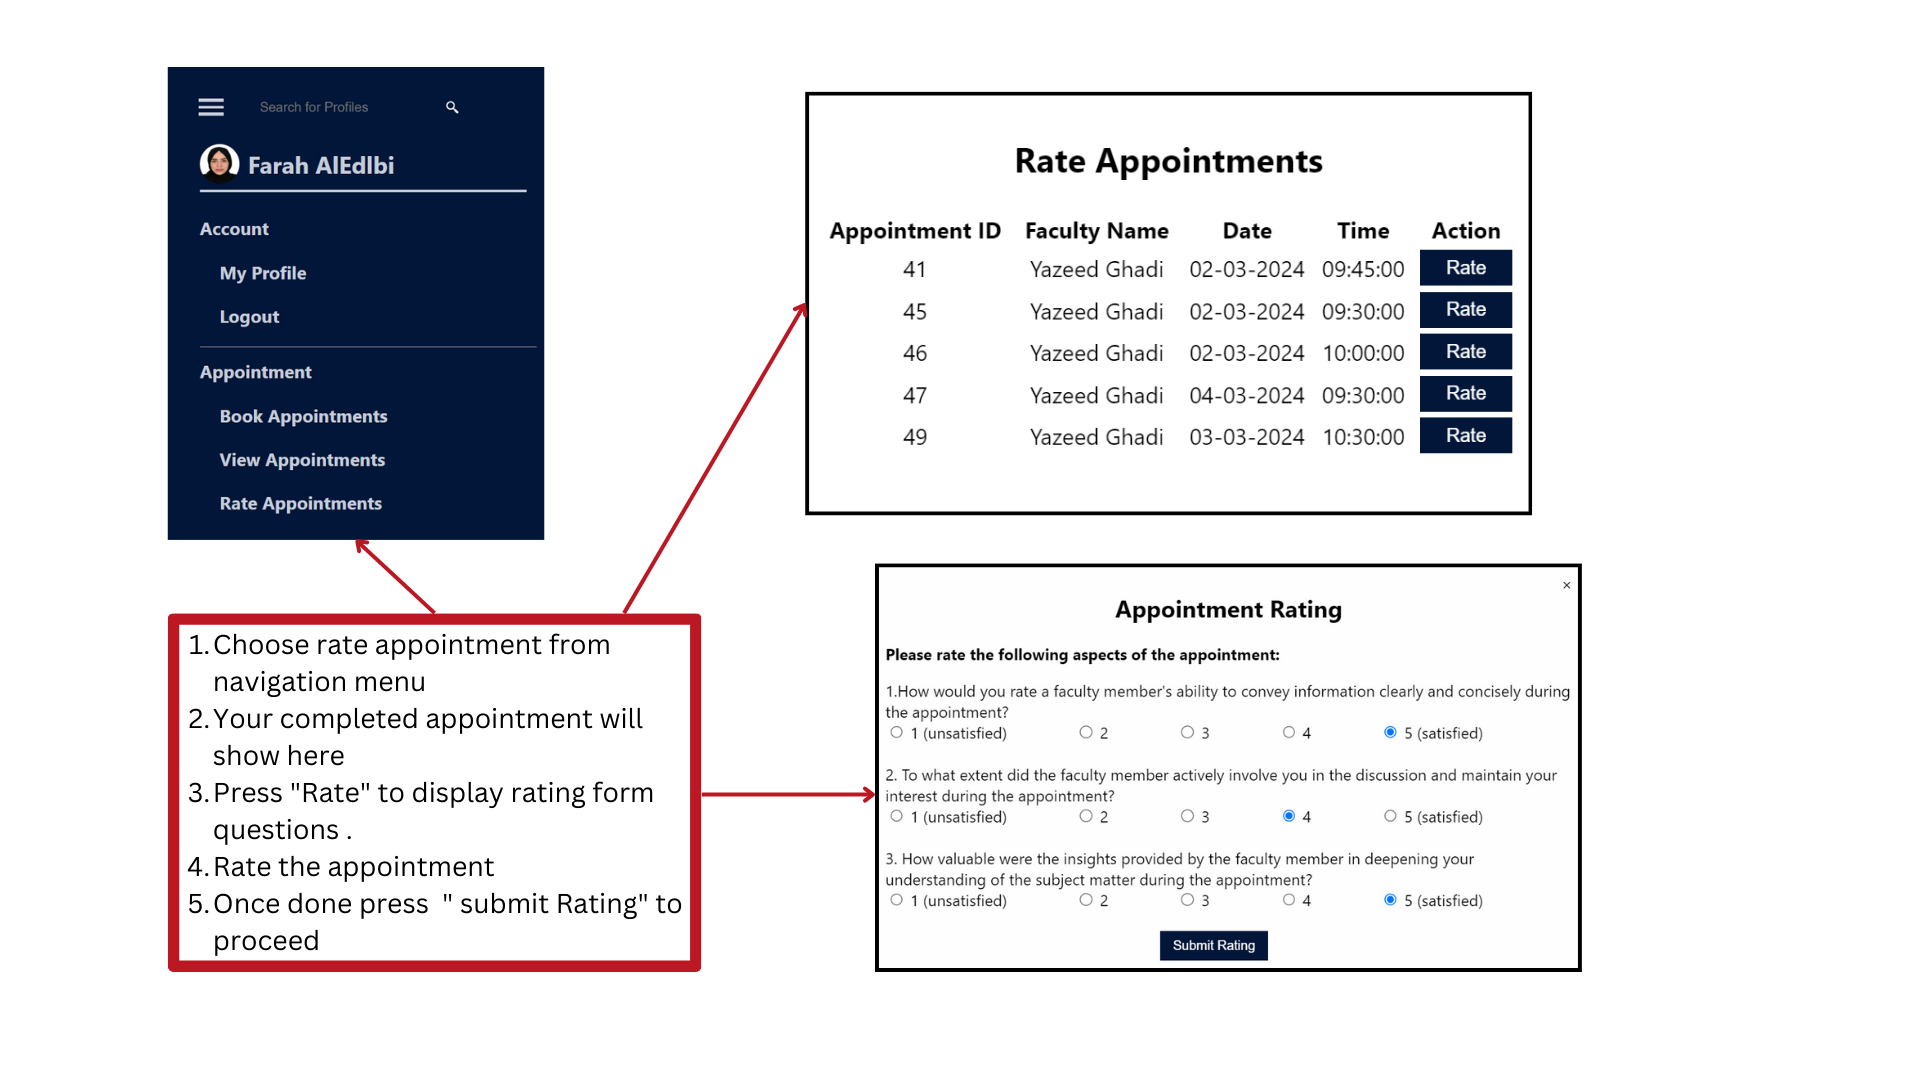 Search for Profiles
Farah AlEdlbi
Account
My Profile
Logout
Appointment
Book Appointments
View Appointments
Rate Appointments
Rate Appointments
Appointment ID Faculty Name Date Time Action
41 Yazeed Ghadi 02-03-2024 09:45:00 Rate
45 Yazeed Ghadi 02-03-2024 09:30:00 Rate
46 Yazeed Ghadi 02-03-2024 10:00:00 Rate
47 Yazeed Ghadi 04-03-2024 09:30:00 Rate
49 Yazeed Ghadi 03-03-2024 10:30:00 Rate
1. Choose rate appointment from
navigation menu
2. Your completed appointment will
show here
3. Press "Rate" to display rating form
questions .
4. Rate the appointment
5. Once done press " submit Rating" to
proceed
×
Appointment Rating
Please rate the following aspects of the appointment:
1.How would you rate a faculty member's ability to convey information clearly and concisely during
the appointment?
1 (unsatisfied) 2 3 4 5 (satisfied)
2. To what extent did the faculty member actively involve you in the discussion and maintain your
interest during the appointment?
1 (unsatisfied) 2 3 4 5 (satisfied)
3. How valuable were the insights provided by the faculty member in deepening your
understanding of the subject matter during the appointment?
1 (unsatisfied) 2 3 4 5 (satisfied)
Submit Rating